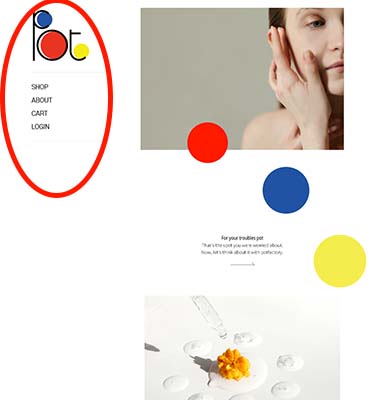 Pot
SHOP
ABOUT
CART
LOGIN
For your troubles pot
That's the spot you were worried about.
Now, let's think about it with potfactory.